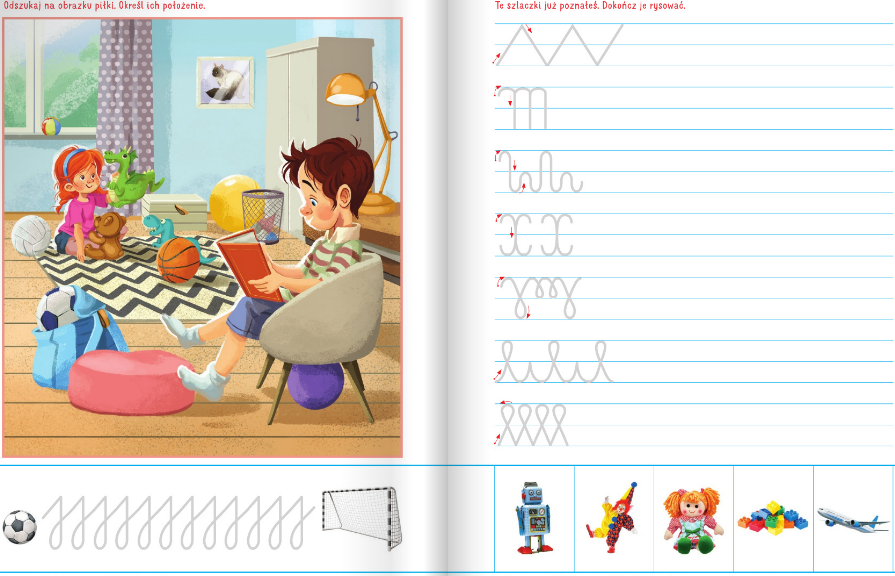 Odszukaj na obrazku piłki. Określ ich położenie.
Te szlaczki już poznałeś. Dokończ je rysować.